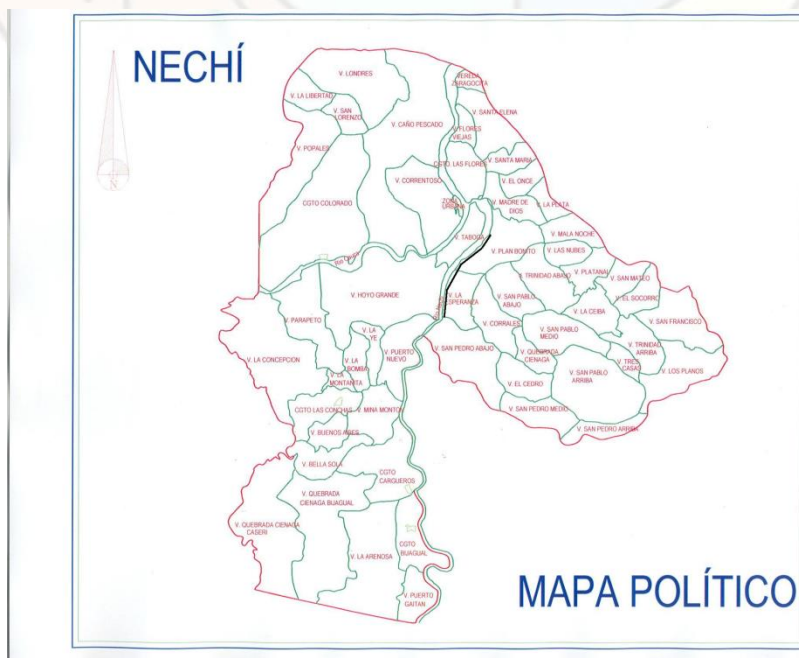 NECHÍ
V. LONDRES
VEREDA
ZARAGOCITA
V. LA LIBERTAD
V. SAN
LORENZO
V. SANTA ELENA
V. CAÑO PESCADO
V. FLORES
VIEJAS
V. POPALES
CGTO. LAS FLORES
V. SANTA MARIA
V. CORRENTOSO
V. EL ONCE
N
CGTO COLORADO
ZONA
URBANA
V. MADRE DE
DIOS
V. LA PLATA
V. TABOGA
V. MALA NOCHE
V. PLAN BONITO
V. LAS NUBES
V. TRINIDAD ABAJO
V. PLATANAL
V. SAN MATEO
V. HOYO GRANDE
V. LA
ESPERANZA
V. SAN PABLO
ABAJO
V. EL SOCORRO
V. LA CEIBA
V. PARAPETO
V. CORRALES
V. SAN FRANCISCO
V. LA
YE
V. SAN PABLO
MEDIO
V. SAN PEDRO ABAJO
V. TRINIDAD
ARRIBA
V. LA CONCEPCION
V. LA
BOMBA
V. PUERTO
NUEVO
V. QUEBRADA
CIENAGA
V. TRES
CASAS
V. LOS PLANOS
V. LA
MONTAÑITA
V. SAN PABLO
ARRIBA
V. EL CEDRO
CGTO LAS CONCHAS
V. MINA MONTO
V. SAN PEDRO MEDIO
V. BUENOS AIRES
V. SAN PEDRO ARRIBA
V. BELLA SOLA
CGTO
CARGUEROS
V. QUEBRADA
CIENAGA BIJAGUAL
V. QUEBRADA CIENAGA
CASERI
CGTO
BIJAGUAL
V. LA ARENOSA
V. PUERTO
GAITAN
MAPA POLÍTICO